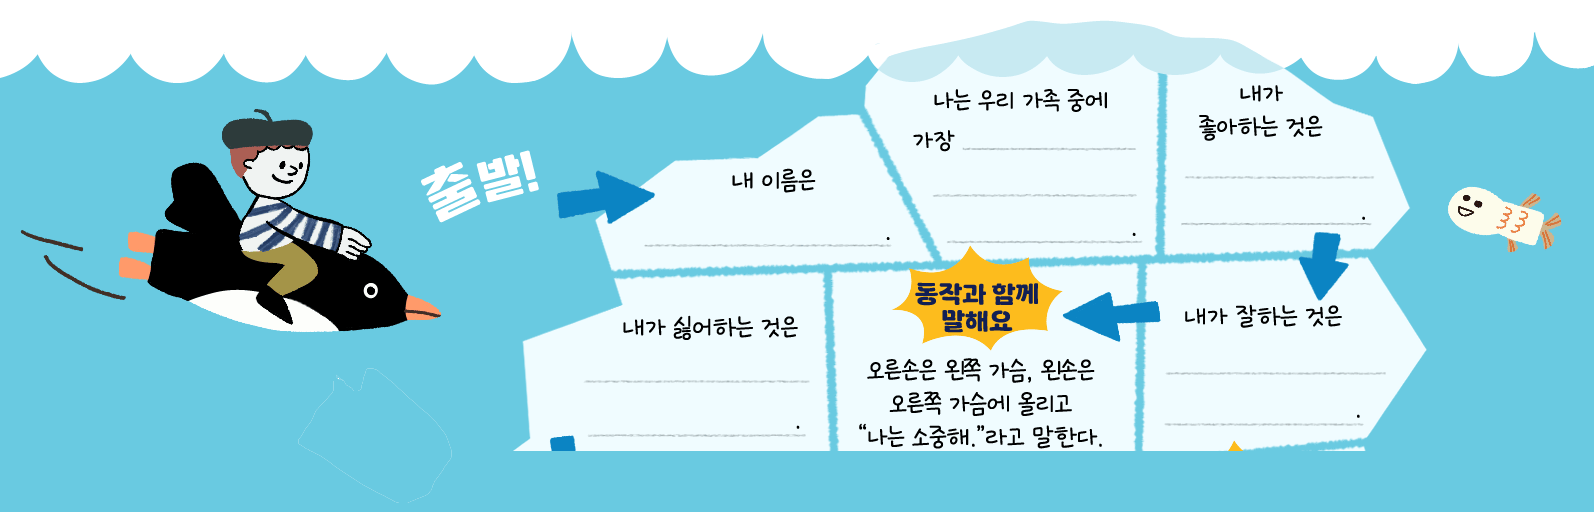 출발!
내 이름은
.
나는 우리 가족 중에
가장
.
내가
좋아하는 것은
.
내가 잘하는 것은
.
동작과 함께
말해요
오른손은 왼쪽 가슴, 왼손은
오른쪽 가슴에 올리고
“나는 소중해.”라고 말한다.
내가 싫어하는 것은
.